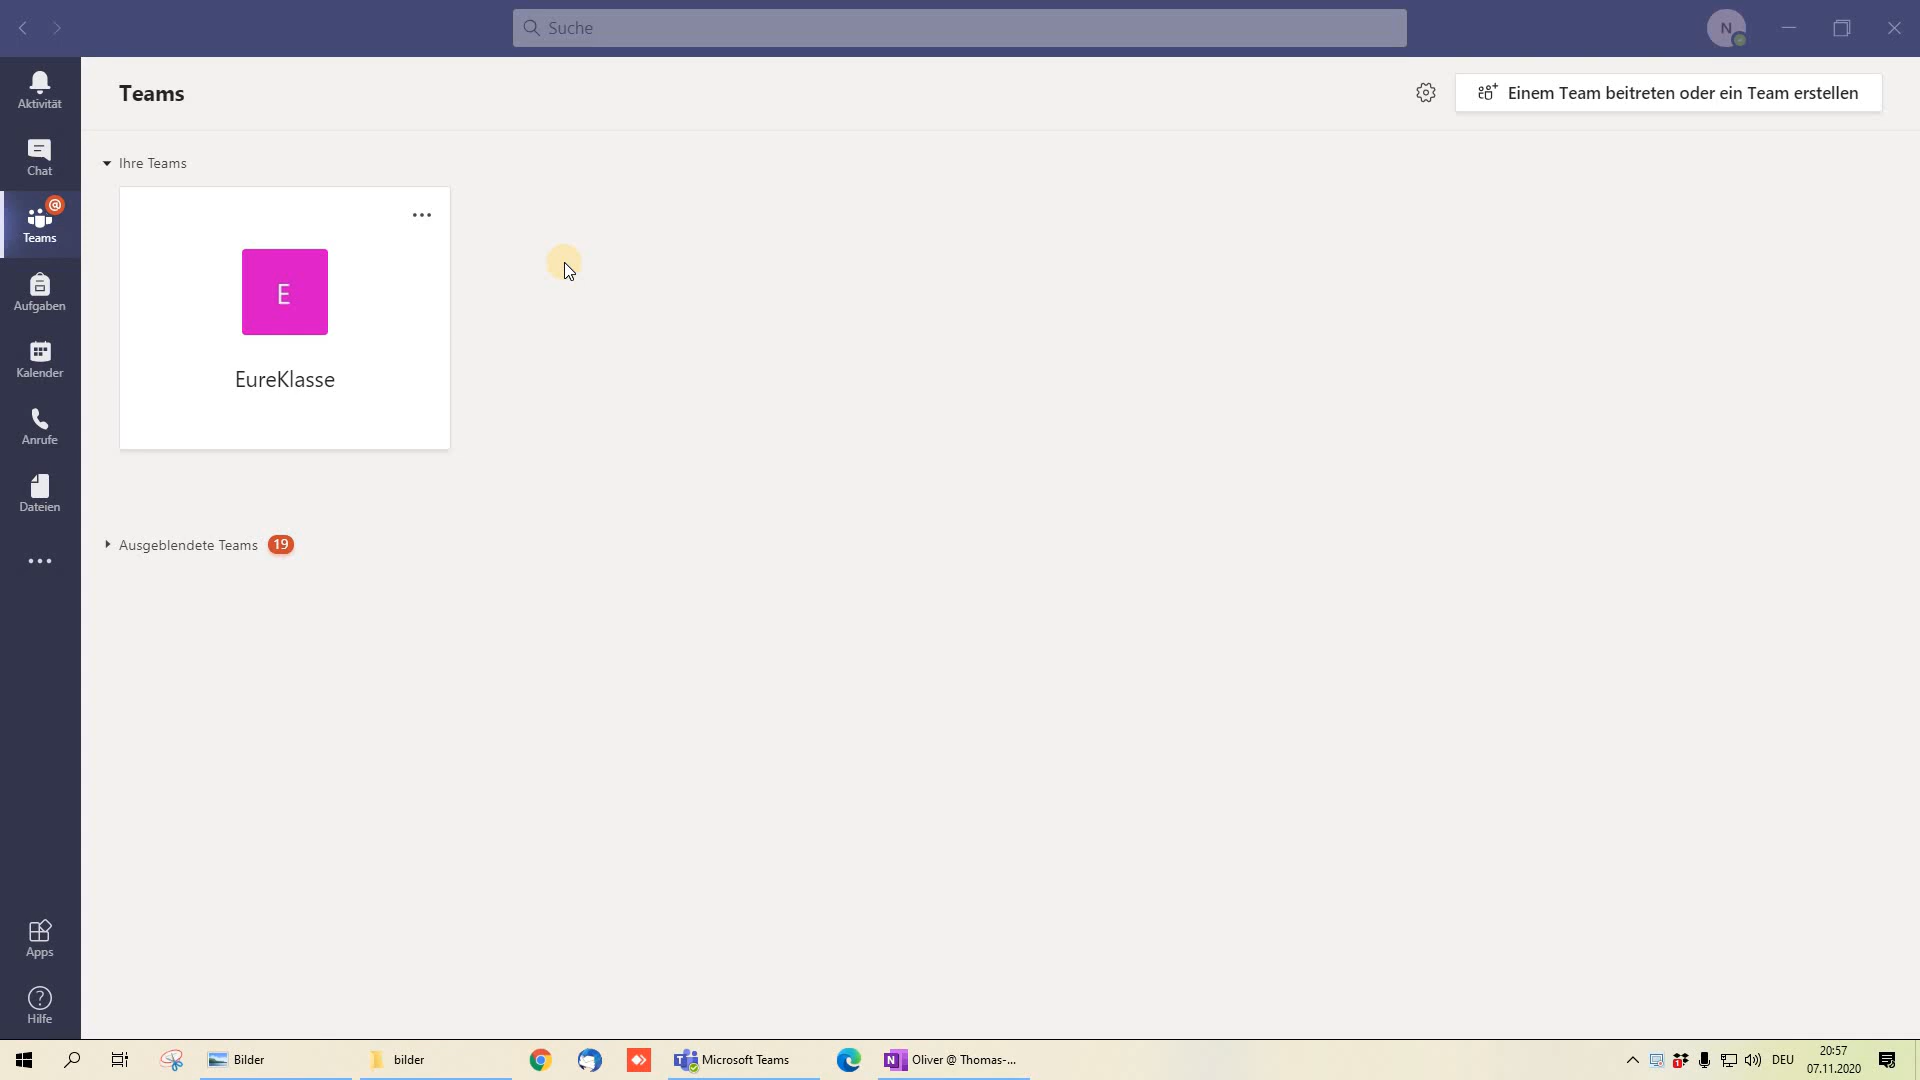 Suche
N
Aktivität
Chat
@
Teams
Aufgaben
Kalender
Anrufe
Dateien
Apps
Hilfe
Teams
Einem Team beitreten oder ein Team erstellen
Ihre Teams
E
EureKlasse
Ausgeblendete Teams 19
Bilder
bilder
Microsoft Teams
N Oliver @ Thomas-...
1
DEU
20:57
07.11.2020